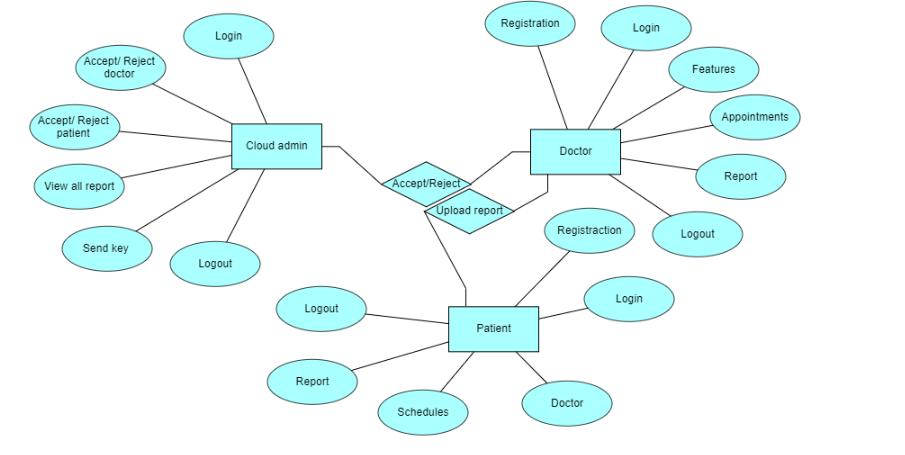 Login
Accept/ Reject
doctor
Accept/ Reject
patient
View all report
Send key
Logout
Cloud admin
Accept/Reject
Upload report
Registration
Login
Features
Appointments
Report
Logout
Doctor
Registraction
Login
Doctor
Schedules
Report
Logout
Patient